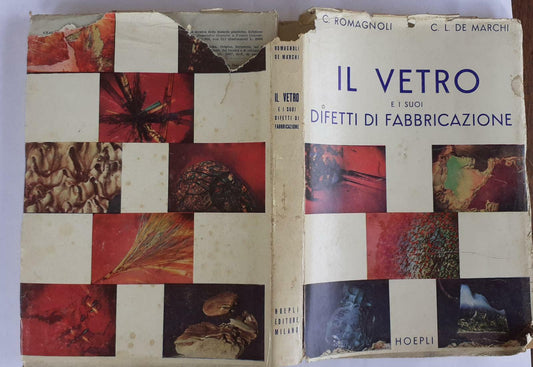 ROMAGNOLI
DE MARCHI
IL VETRO
E I SUOI
DIFETTI DI
FABBRICAZIONE
HOEPLI
EDITORE
MILANO
C. ROMAGNOLI C. L. DE MARCHI
IL VETRO
E I SUOI
DIFETTI DI FABBRICAZIONE
HOEPLI